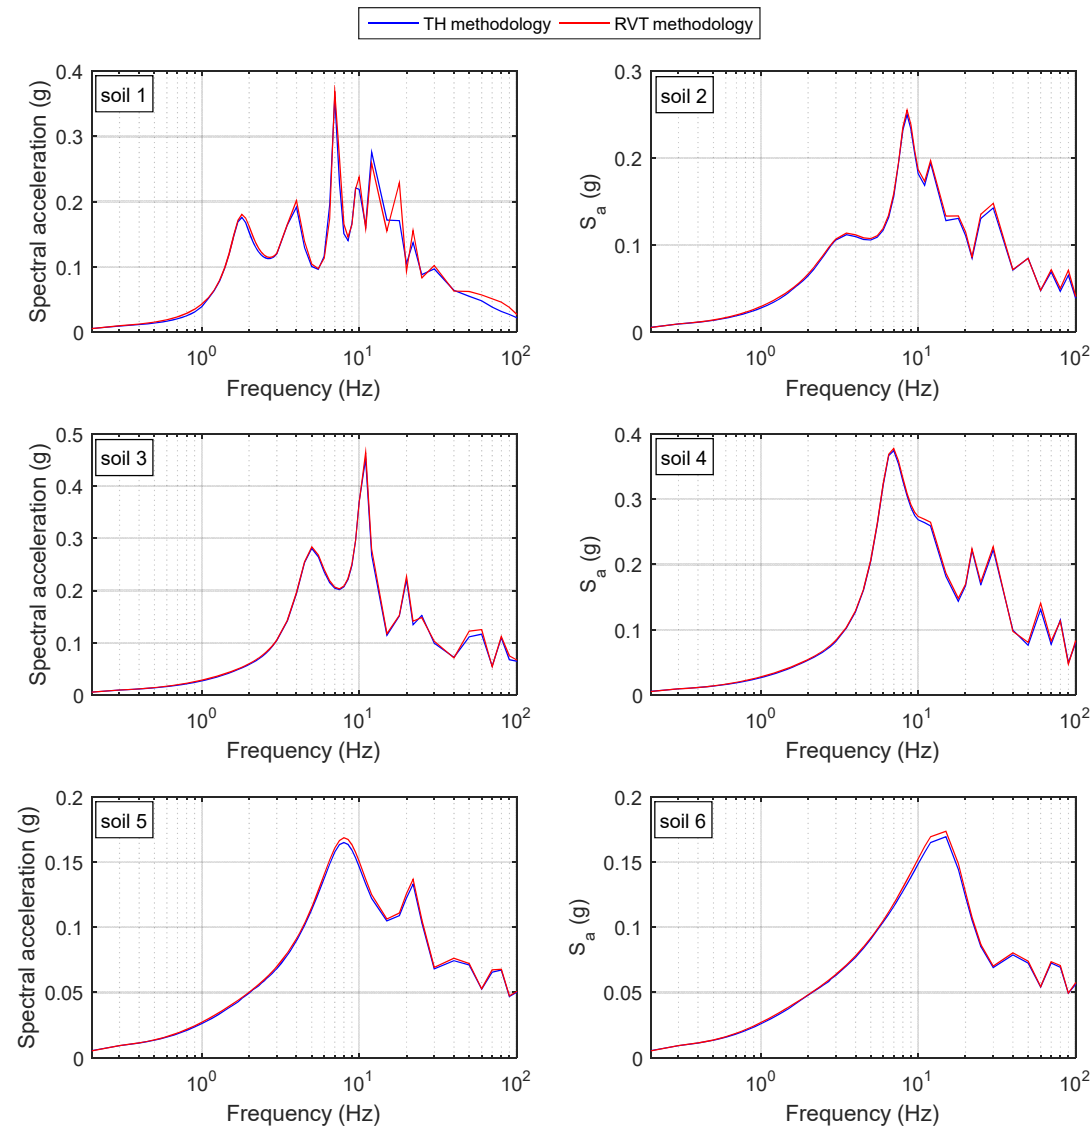 TH methodology RVT methodology
soil 1
Spectral acceleration (g)
0.4
0.3
0.2
0.1
0
10^0 10^1 10^2
Frequency (Hz)
soil 2
S_a (g)
0.3
0.2
0.1
0
10^0 10^1 10^2
Frequency (Hz)
soil 3
Spectral acceleration (g)
0.5
0.4
0.3
0.2
0.1
0
10^0 10^1 10^2
Frequency (Hz)
soil 4
S_a (g)
0.4
0.3
0.2
0.1
0
10^0 10^1 10^2
Frequency (Hz)
soil 5
Spectral acceleration (g)
0.2
0.15
0.1
0.05
0
10^0 10^1 10^2
Frequency (Hz)
soil 6
S_a (g)
0.2
0.15
0.1
0.05
0
10^0 10^1 10^2
Frequency (Hz)